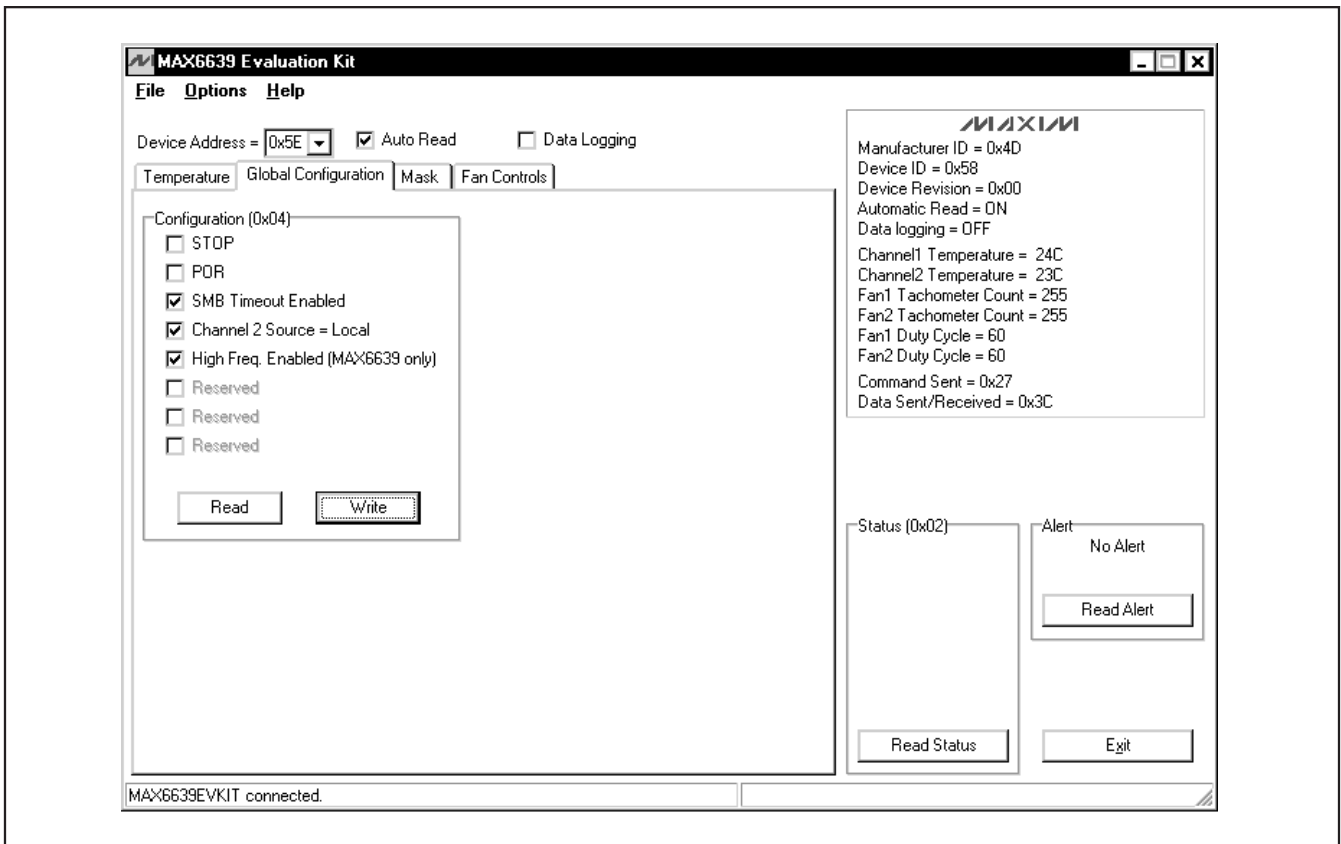 MAX6639 Evaluation Kit
File Options Help
Device Address = 0x5E Auto Read Data Logging
Temperature Global Configuration Mask Fan Controls
Configuration (0x04)
STOP
POR
SMB Timeout Enabled
Channel 2 Source = Local
High Freq. Enabled (MAX6639 only)
Reserved
Reserved
Reserved
Read Write
MAXIM
Manufacturer ID = 0x4D
Device ID = 0x58
Device Revision = 0x00
Automatic Read = ON
Data logging = OFF
Channel1 Temperature = 24C
Channel2 Temperature = 23C
Fan1 Tachometer Count = 255
Fan2 Tachometer Count = 255
Fan1 Duty Cycle = 60
Fan2 Duty Cycle = 60
Command Sent = 0x27
Data Sent/Received = 0x3C
Status (0x02)
Read Status
Alert
No Alert
Read Alert
Exit
MAX6639EVKIT connected.